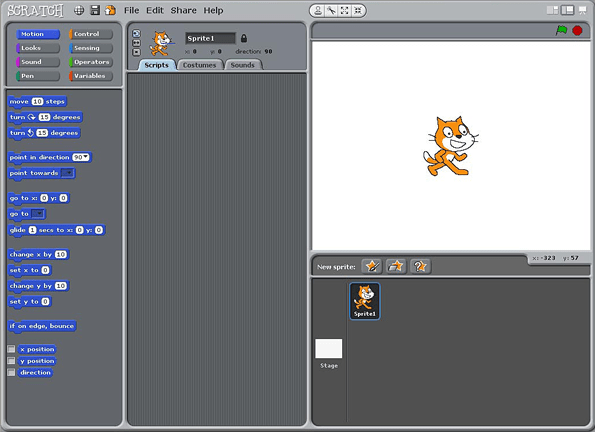 SCRATCH File Edit Share Help
Motion Control
Looks Sensing
Sound Operators
Pen Variables
move 10 steps
turn 15 degrees
turn 15 degrees
point in direction 90
point towards
go to x: 0 y: 0
go to
glide 1 secs to x: 0 y: 0
change x by 10
set x to 0
change y by 10
set y to 0
if on edge, bounce
x position
y position
direction
Sprite1
x: 0 y: 0 direction: 90
Scripts Costumes Sounds
x: -323 y: 57
New sprite:
Sprite1
Stage